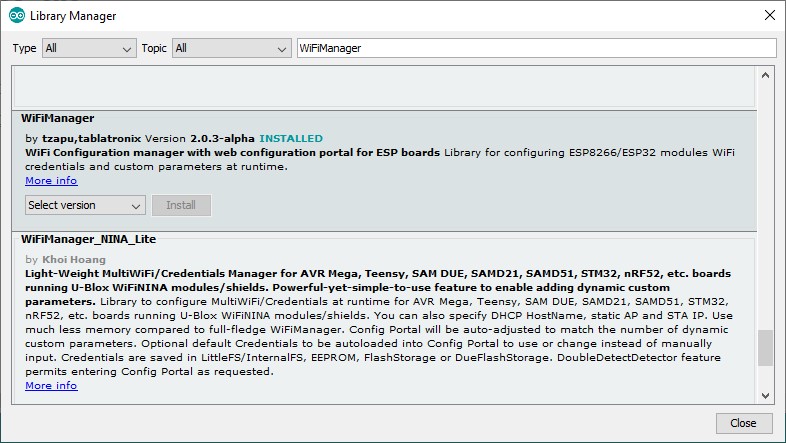 Library Manager
Type All Topic All WiFiManager
WiFiManager
by tzapu,tablatronix Version 2.0.3-alpha INSTALLED
WiFi Configuration manager with web configuration portal for ESP boards Library for configuring ESP8266/ESP32 modules WiFi
credentials and custom parameters at runtime.
More info
Select version Install
WiFiManager_NINA_Lite
by Khoi Hoang
Light-Weight MultiWiFi/Credentials Manager for AVR Mega, Teensy, SAM DUE, SAMD21, SAMD51, STM32, nRF52, etc. boards
running U-Blox WiFiNINA modules/shields. Powerful-yet-simple-to-use feature to enable adding dynamic custom
parameters. Library to configure MultiWiFi/Credentials at runtime for AVR Mega, Teensy, SAM DUE, SAMD21, SAMD51, STM32,
nRF52, etc. boards running U-Blox WiFiNINA modules/shields. You can also specify DHCP HostName, static AP and STA IP. Use
much less memory compared to full-fledge WiFiManager. Config Portal will be auto-adjusted to match the number of dynamic
custom parameters. Optional default Credentials to be autoloaded into Config Portal to use or change instead of manually
input. Credentials are saved in LittleFS/InternalFS, EEPROM, FlashStorage or DueFlashStorage. DoubleDetectDetector feature
permits entering Config Portal as requested.
More info
Close